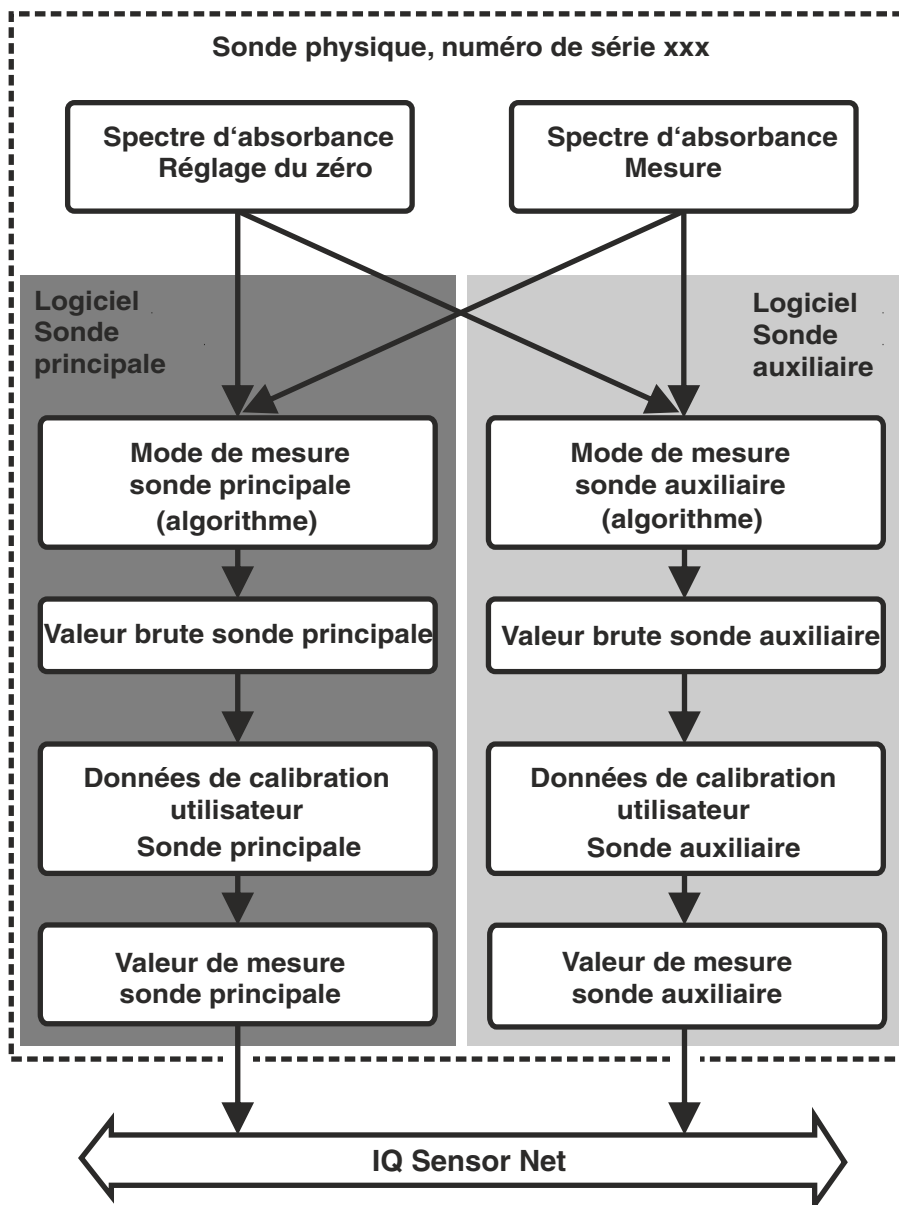 Sonde physique, numéro de série xxx
Spectre d‘absorbance
Réglage du zéro
Spectre d‘absorbance
Mesure
Logiciel
Sonde
principale
Logiciel
Sonde
auxiliaire
Mode de mesure
sonde principale
(algorithme)
Mode de mesure
sonde auxiliaire
(algorithme)
Valeur brute sonde principale
Valeur brute sonde auxiliaire
Données de calibration
utilisateur
Sonde principale
Données de calibration
utilisateur
Sonde auxiliaire
Valeur de mesure
sonde principale
Valeur de mesure
sonde auxiliaire
IQ Sensor Net